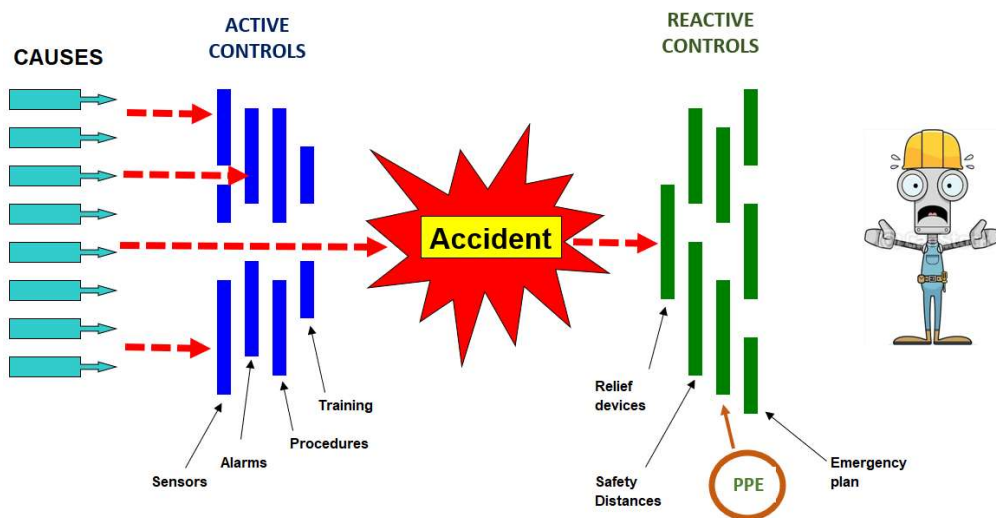 ACTIVE
CONTROLS
REACTIVE
CONTROLS
CAUSES
Accident
Training
Procedures
Alarms
Sensors
Relief
devices
Safety
Distances
PPE
Emergency
plan